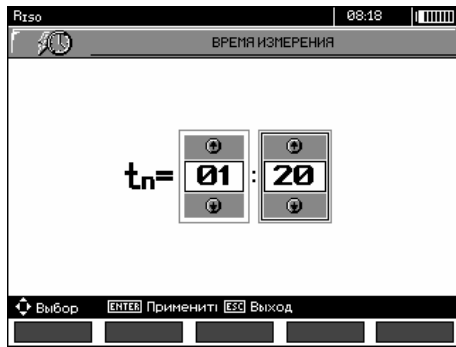 Riso 08:18
ВРЕМЯ ИЗМЕРЕНИЯ
tn= 01 : 20
Выбор ENTER Применить ESC Выход